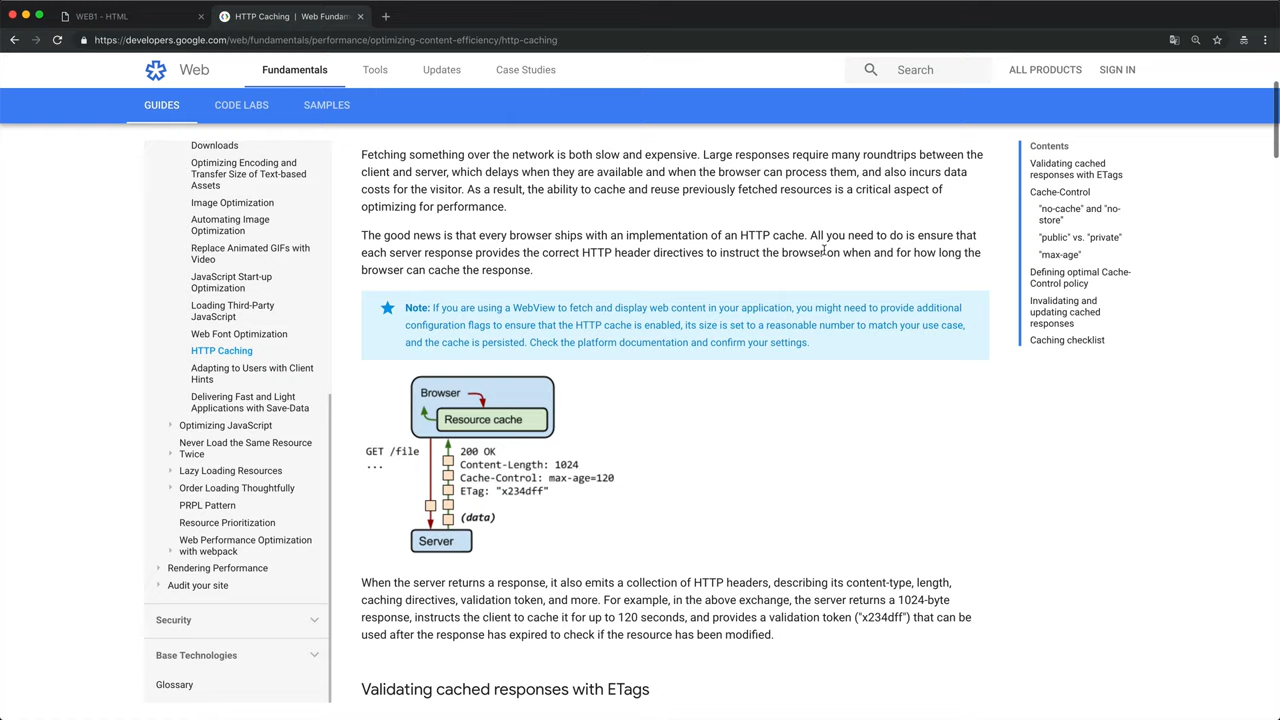 WEB1 - HTML
HTTP Caching | Web Fundam
https://developers.google.com/web/fundamentals/performance/optimizing-content-efficiency/http-caching
Web
Fundamentals
Tools
Updates
Case Studies
Search
ALL PRODUCTS
SIGN IN
GUIDES
CODE LABS
SAMPLES
Downloads
Optimizing Encoding and
Transfer Size of Text-based
Assets
Image Optimization
Automating Image
Optimization
Replace Animated GIFs with
Video
JavaScript Start-up
Optimization
Loading Third-Party
JavaScript
Web Font Optimization
HTTP Caching
Adapting to Users with Client
Hints
Delivering Fast and Light
Applications with Save-Data
Optimizing JavaScript
Never Load the Same Resource
Twice
Lazy Loading Resources
Order Loading Thoughtfully
PRPL Pattern
Resource Prioritization
Web Performance Optimization
with webpack
Rendering Performance
Audit your site
Security
Base Technologies
Glossary
Fetching something over the network is both slow and expensive. Large responses require many roundtrips between the
client and server, which delays when they are available and when the browser can process them, and also incurs data
costs for the visitor. As a result, the ability to cache and reuse previously fetched resources is a critical aspect of
optimizing for performance.
The good news is that every browser ships with an implementation of an HTTP cache. All you need to do is ensure that
each server response provides the correct HTTP header directives to instruct the browser on when and for how long the
browser can cache the response.
Note: If you are using a WebView to fetch and display web content in your application, you might need to provide additional
configuration flags to ensure that the HTTP cache is enabled, its size is set to a reasonable number to match your use case,
and the cache is persisted. Check the platform documentation and confirm your settings.
Browser
Resource cache
GET /file
...
200 OK
Content-Length: 1024
Cache-Control: max-age=120
ETag: "x234dff"
(data)
Server
When the server returns a response, it also emits a collection of HTTP headers, describing its content-type, length,
caching directives, validation token, and more. For example, in the above exchange, the server returns a 1024-byte
response, instructs the client to cache it for up to 120 seconds, and provides a validation token ("x234dff") that can be
used after the response has expired to check if the resource has been modified.
Validating cached responses with ETags
Contents
Validating cached
responses with ETags
Cache-Control
"no-cache" and "no-
store"
"public" vs. "private"
"max-age"
Defining optimal Cache-
Control policy
Invalidating and
updating cached
responses
Caching checklist